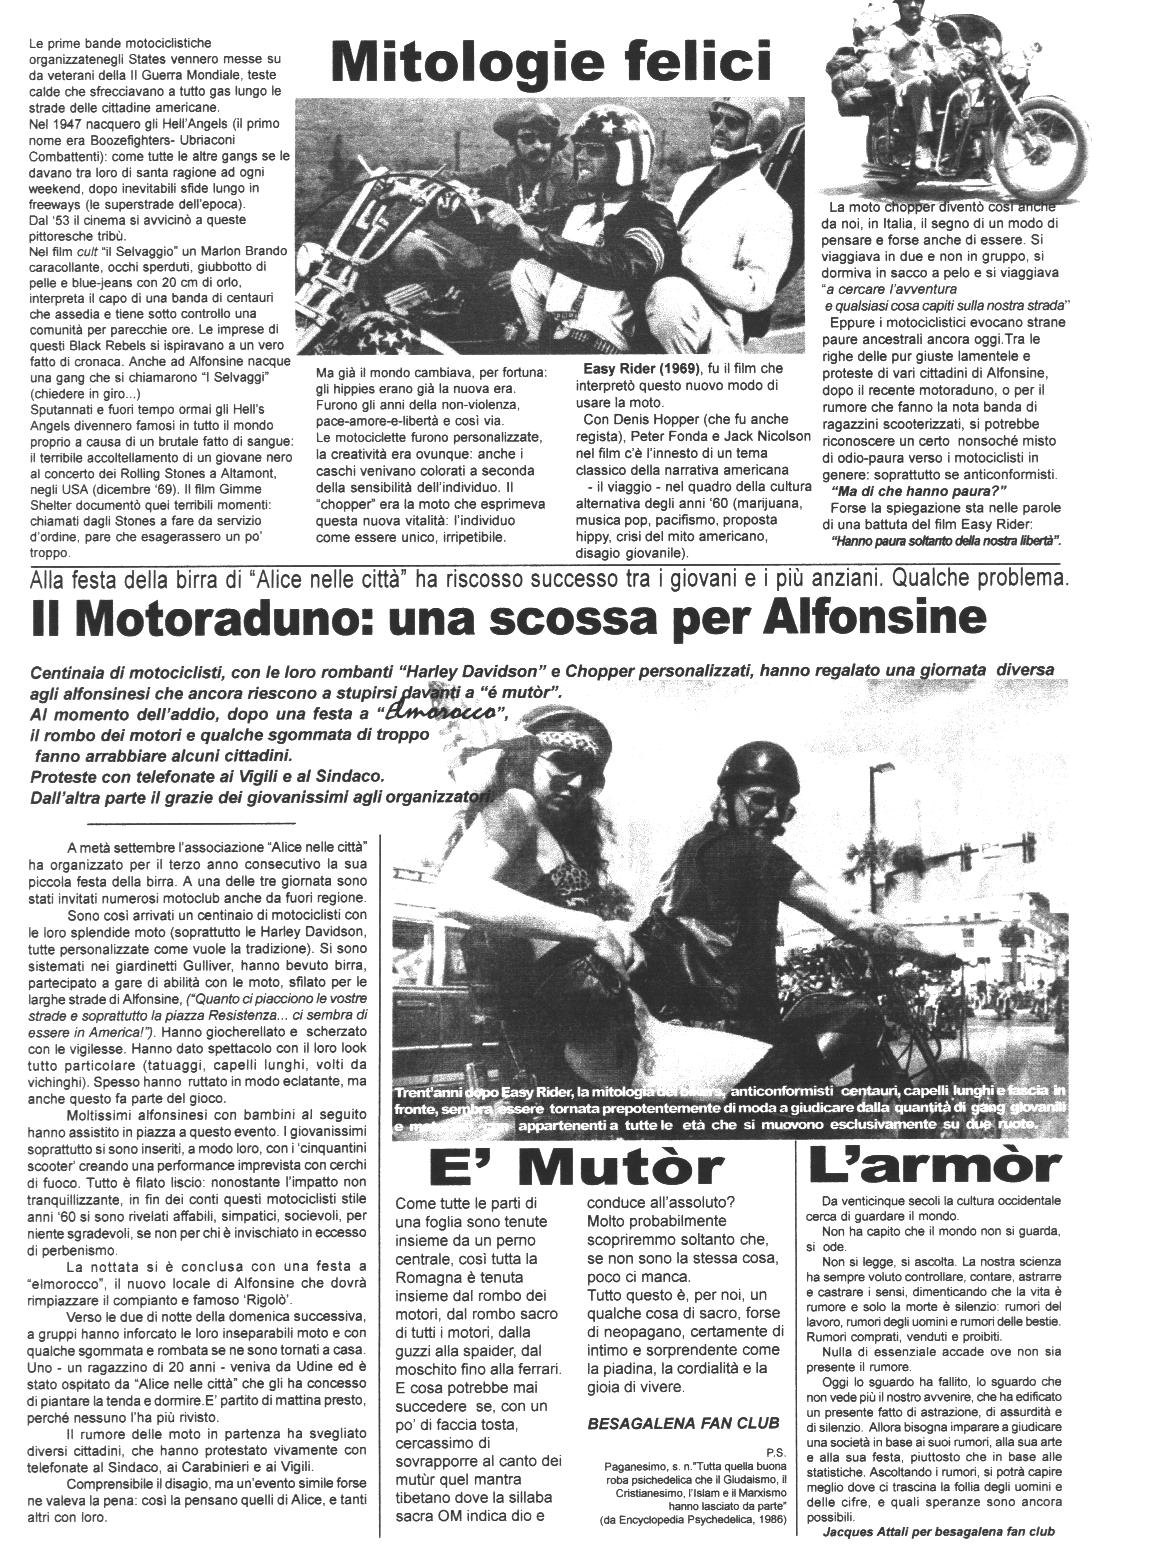 Mitologie felici
Le prime bande motociclistiche
organizzatenegli States vennero messe su
da veterani della II Guerra Mondiale, teste
calde che sfrecciavano a tutto gas lungo le
strade delle cittadine americane.
Nel 1947 nacquero gli Hell'Angels (il primo
nome era Boozefighters- Ubriaconi
Combattenti): come tutte le altre gangs se le
davano tra loro di santa ragione ad ogni
weekend, dopo inevitabili sfide lungo in
freeways (le superstrade dell'epoca).
Dal '53 il cinema si avvicinò a queste
pittoresche tribù.
Nel film cult "il Selvaggio" un Marlon Brando
caracollante, occhi sperduti, giubbotto di
pelle e blue-jeans con 20 cm di orlo,
interpreta il capo di una banda di centauri
che assedia e tiene sotto controllo una
comunità per parecchie ore. Le imprese di
questi Black Rebels si ispiravano a un vero
fatto di cronaca. Anche ad Alfonsine nacque
una gang che si chiamarono "I Selvaggi"
(chiedere in giro...)
Sputannati e fuori tempo ormai gli Hell's
Angels divennero famosi in tutto il mondo
proprio a causa di un brutale fatto di sangue:
il terribile accoltellamento di un giovane nero
al concerto dei Rolling Stones a Altamont,
negli USA (dicembre '69). Il film Gimme
Shelter documentò quei terribili momenti:
chiamati dagli Stones a fare da servizio
d'ordine, pare che esagerassero un po'
troppo.
Ma già il mondo cambiava, per fortuna:
gli hippies erano già la nuova era.
Furono gli anni della non-violenza,
pace-amore-e-libertà e così via.
Le motociclette furono personalizzate,
la creatività era ovunque: anche i
caschi venivano colorati a seconda
della sensibilità dell'individuo. Il
"chopper" era la moto che esprimeva
questa nuova vitalità: l'individuo
come essere unico, irripetibile.
Easy Rider (1969), fu il film che
interpretò questo nuovo modo di
usare la moto.
Con Denis Hopper (che fu anche
regista), Peter Fonda e Jack Nicolson
nel film c'è l'innesto di un tema
classico della narrativa americana
- il viaggio - nel quadro della cultura
alternativa degli anni '60 (marijuana,
musica pop, pacifismo, proposta
hippy, crisi del mito americano,
disagio giovanile).
La moto chopper diventò così anche
da noi, in Italia, il segno di un modo di
pensare e forse anche di essere. Si
viaggiava in due e non in gruppo, si
dormiva in sacco a pelo e si viaggiava
"a cercare l'avventura
e qualsiasi cosa capiti sulla nostra strada"
Eppure i motociclistici evocano strane
paure ancestrali ancora oggi.Tra le
righe delle pur giuste lamentele e
proteste di vari cittadini di Alfonsine,
dopo il recente motoraduno, o per il
rumore che fanno la nota banda di
ragazzini scooterizzati, si potrebbe
riconoscere un certo nonsoché misto
di odio-paura verso i motociclisti in
genere: soprattutto se anticonformisti.
"Ma di che hanno paura?"
Forse la spiegazione sta nelle parole
di una battuta del film Easy Rider:
"Hanno paura soltanto della nostra libertà".
Alla festa della birra di "Alice nelle città" ha riscosso successo tra i giovani e i più anziani. Qualche problema.
Il Motoraduno: una scossa per Alfonsine
Centinaia di motociclisti, con le loro rombanti "Harley Davidson" e Chopper personalizzati, hanno regalato una giornata diversa
agli alfonsinesi che ancora riescono a stupirsi davanti a "é mutòr".
Al momento dell'addio, dopo una festa a "Elmorocco",
il rombo dei motori e qualche sgommata di troppo
fanno arrabbiare alcuni cittadini.
Proteste con telefonate ai Vigili e al Sindaco.
Dall'altra parte il grazie dei giovanissimi agli organizzatori.
A metà settembre l'associazione "Alice nelle città"
ha organizzato per il terzo anno consecutivo la sua
piccola festa della birra. A una delle tre giornata sono
stati invitati numerosi motoclub anche da fuori regione.
Sono così arrivati un centinaio di motociclisti con
le loro splendide moto (soprattutto le Harley Davidson,
tutte personalizzate come vuole la tradizione). Si sono
sistemati nei giardinetti Gulliver, hanno bevuto birra,
partecipato a gare di abilità con le moto, sfilato per le
larghe strade di Alfonsine, ("Quanto ci piacciono le vostre
strade e soprattutto la piazza Resistenza... ci sembra di
essere in America!"). Hanno giocherellato e scherzato
con le vigilesse. Hanno dato spettacolo con il loro look
tutto particolare (tatuaggi, capelli lunghi, volti da
vichinghi). Spesso hanno ruttato in modo eclatante, ma
anche questo fa parte del gioco.
Moltissimi alfonsinesi con bambini al seguito
hanno assistito in piazza a questo evento. I giovanissimi
soprattutto si sono inseriti, a modo loro, con i 'cinquantini
scooter' creando una performance imprevista con cerchi
di fuoco. Tutto è filato liscio: nonostante l'impatto non
tranquillizzante, in fin dei conti questi motociclisti stile
anni '60 si sono rivelati affabili, simpatici, socievoli, per
niente sgradevoli, se non per chi è invischiato in eccesso
di perbenismo.
La nottata si è conclusa con una festa a
"elmorocco", il nuovo locale di Alfonsine che dovrà
rimpiazzare il compianto e famoso 'Rigolò'.
Verso le due di notte della domenica successiva,
a gruppi hanno inforcato le loro inseparabili moto e con
qualche sgommata e rombata se ne sono tornati a casa.
Uno - un ragazzino di 20 anni - veniva da Udine ed è
stato ospitato da "Alice nelle città" che gli ha concesso
di piantare la tenda e dormire.E' partito di mattina presto,
perché nessuno l'ha più rivisto.
Il rumore delle moto in partenza ha svegliato
diversi cittadini, che hanno protestato vivamente con
telefonate al Sindaco, ai Carabinieri e ai Vigili.
Comprensibile il disagio, ma un'evento simile forse
ne valeva la pena: così la pensano quelli di Alice, e tanti
altri con loro.
Trent'anni dopo Easy Rider, la mitologia dei bikers, anticonformisti centauri, capelli lunghi e fascia in
fronte, sembra essere tornata prepotentemente di moda a giudicare dalla quantità di gang giovanili
e appartenenti a tutte le età che si muovono esclusivamente su due ruote.
E' Mutòr
Come tutte le parti di
una foglia sono tenute
insieme da un perno
centrale, così tutta la
Romagna è tenuta
insieme dal rombo dei
motori, dal rombo sacro
di tutti i motori, dalla
guzzi alla spaider, dal
moschito fino alla ferrari.
E cosa potrebbe mai
succedere se, con un
po' di faccia tosta,
cercassimo di
sovrapporre al canto dei
mutùr quel mantra
tibetano dove la sillaba
sacra OM indica dio e
conduce all'assoluto?
Molto probabilmente
scopriremmo soltanto che,
se non sono la stessa cosa,
poco ci manca.
Tutto questo è, per noi, un
qualche cosa di sacro, forse
di neopagano, certamente di
intimo e sorprendente come
la piadina, la cordialità e la
gioia di vivere.
BESAGALENA FAN CLUB
P.S.
Paganesimo, s. n."Tutta quella buona
roba psichedelica che il Giudaismo, il
Cristianesimo, l'Islam e il Marxismo
hanno lasciato da parte"
(da Encyclopedia Psychedelica, 1986)
L'armòr
Da venticinque secoli la cultura occidentale
cerca di guardare il mondo.
Non ha capito che il mondo non si guarda,
si ode.
Non si legge, si ascolta. La nostra scienza
ha sempre voluto controllare, contare, astrarre
e castrare i sensi, dimenticando che la vita è
rumore e solo la morte è silenzio: rumori del
lavoro, rumori degli uomini e rumori delle bestie.
Rumori comprati, venduti e proibiti.
Nulla di essenziale accade ove non sia
presente il rumore.
Oggi lo sguardo ha fallito, lo sguardo che
non vede più il nostro avvenire, che ha edificato
un presente fatto di astrazione, di assurdità e
di silenzio. Allora bisogna imparare a giudicare
una società in base ai suoi rumori, alla sua arte
e alla sua festa, piuttosto che in base alle
statistiche. Ascoltando i rumori, si potrà capire
meglio dove ci trascina la follia degli uomini e
delle cifre, e quali speranze sono ancora
possibili.
Jacques Attali per besagalena fan club